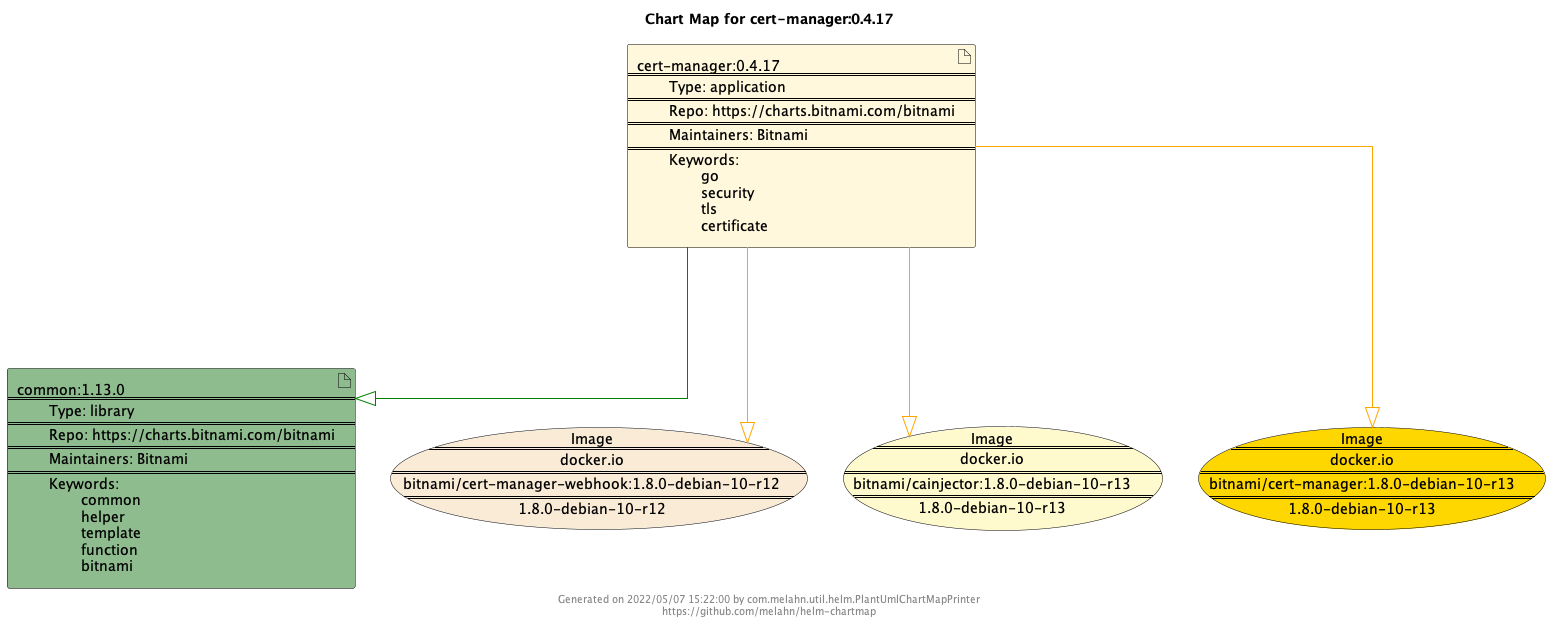 Chart Map for cert-manager:0.4.17
cert-manager:0.4.17
Type: application
Repo: https://charts.bitnami.com/bitnami
Maintainers: Bitnami
Keywords:
go
security
tls
certificate
common:1.13.0
Type: library
Repo: https://charts.bitnami.com/bitnami
Maintainers: Bitnami
Keywords:
common
helper
template
function
bitnami
Image
docker.io
bitnami/cert-manager-webhook:1.8.0-debian-10-r12
1.8.0-debian-10-r12
Image
docker.io
bitnami/cainjector:1.8.0-debian-10-r13
1.8.0-debian-10-r13
Image
docker.io
bitnami/cert-manager:1.8.0-debian-10-r13
1.8.0-debian-10-r13
Generated on 2022/05/07 15:22:00 by com.melahn.util.helm.PlantUmlChartMapPrinter
https://github.com/melahn/helm-chartmap